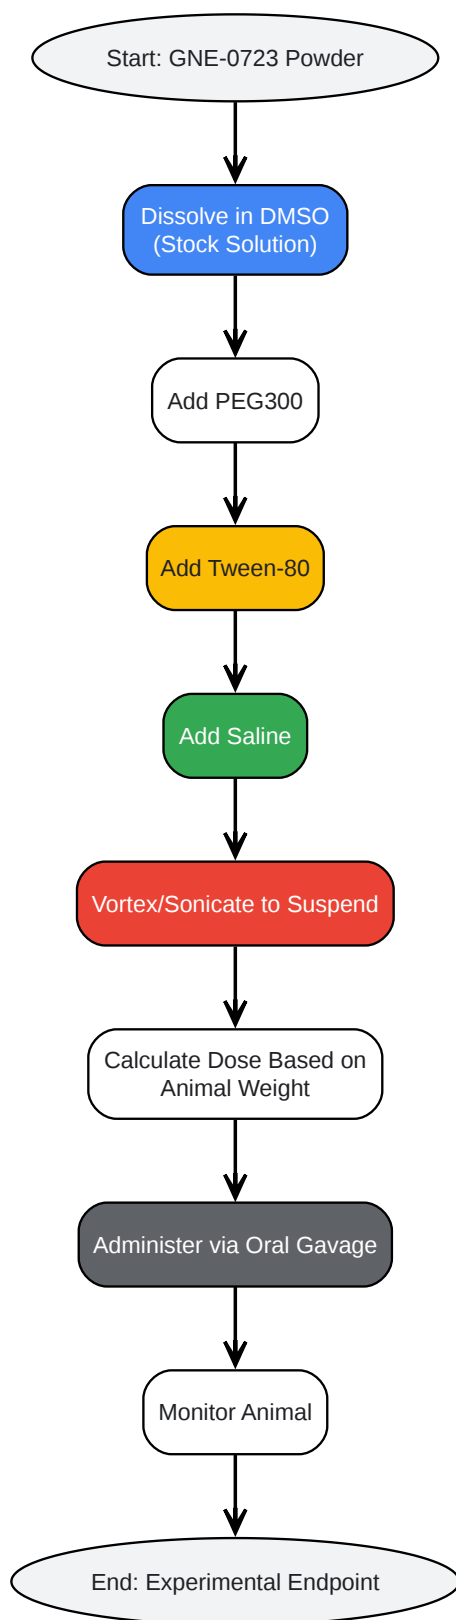 Start: GNE-0723 Powder
Dissolve in DMSO
(Stock Solution)
Add PEG300
Add Tween-80
Add Saline
Vortex/Sonicate to Suspend
Calculate Dose Based on
Animal Weight
Administer via Oral Gavage
Monitor Animal
End: Experimental Endpoint